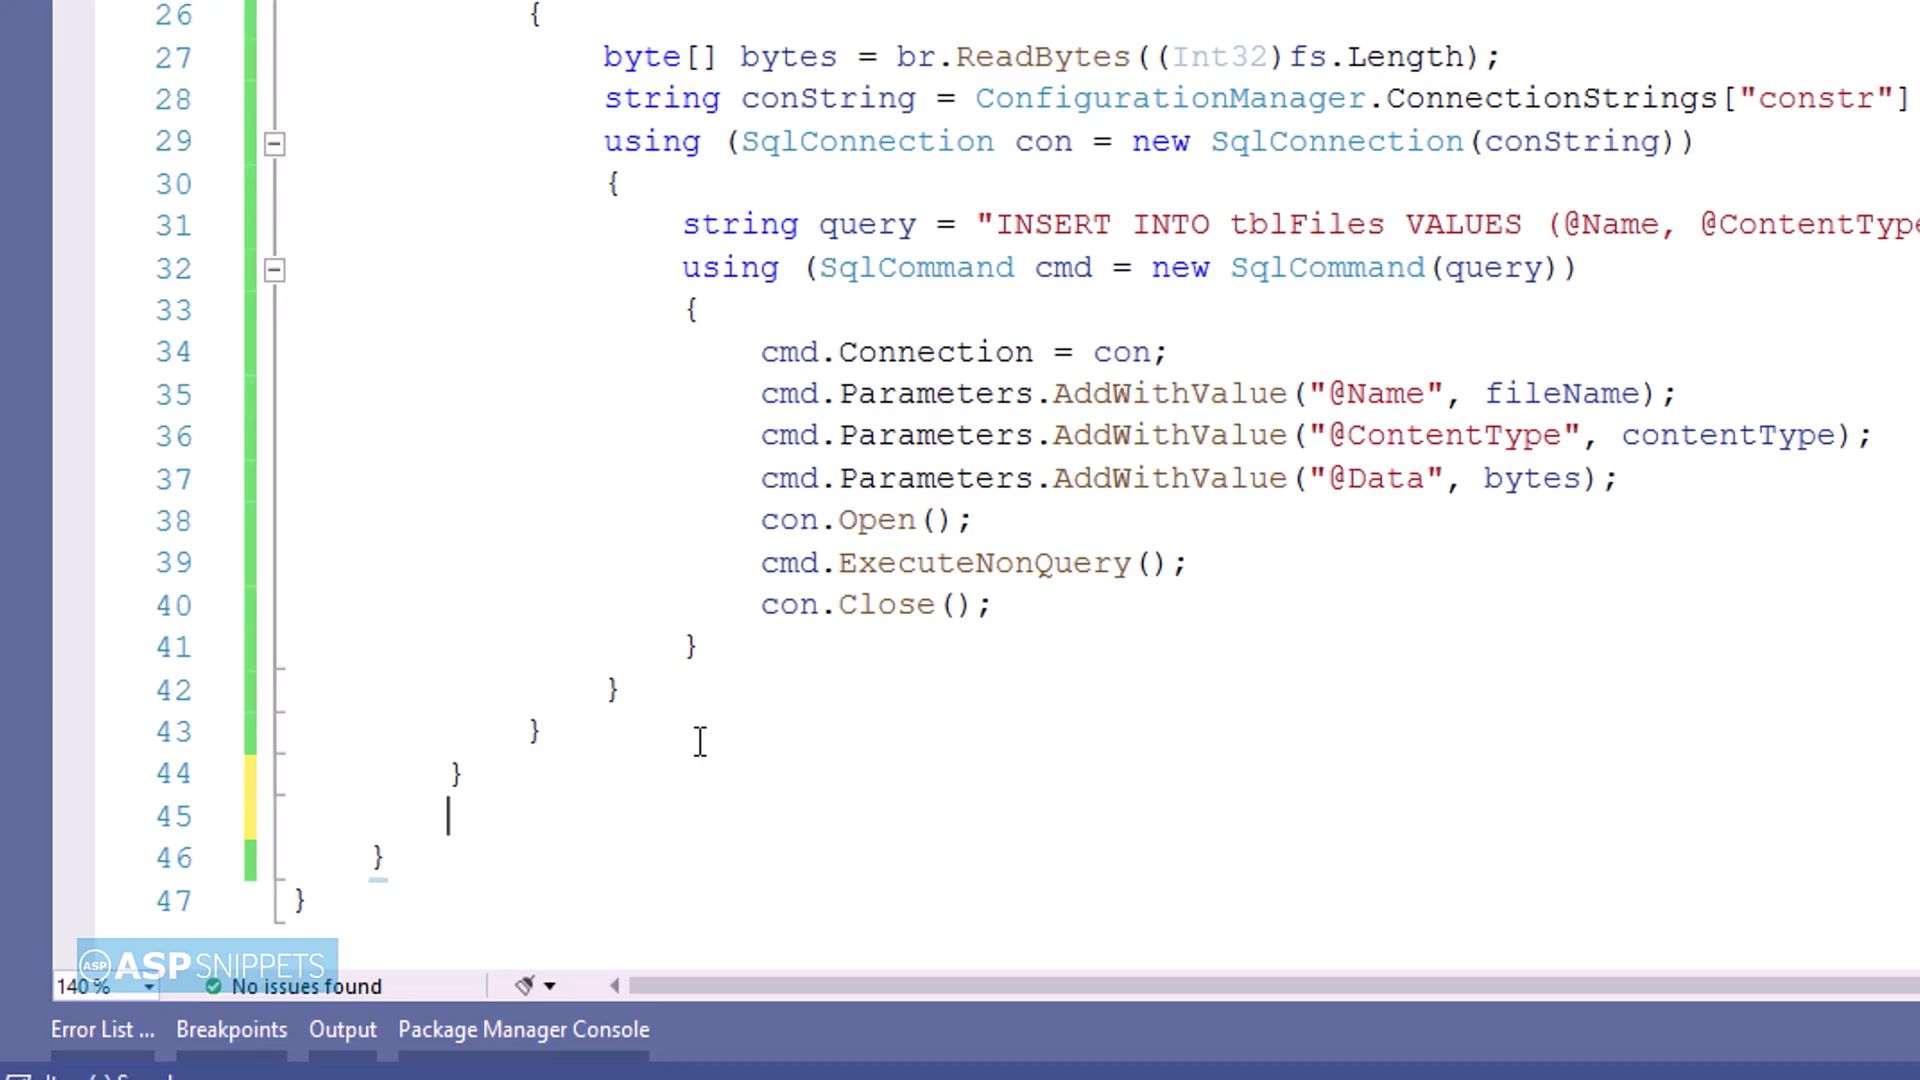 26 {
27 byte[] bytes = br.ReadBytes((Int32)fs.Length);
28 string conString = ConfigurationManager.ConnectionStrings["constr"]
29 using (SqlConnection con = new SqlConnection(conString))
30 {
31 string query = "INSERT INTO tblFiles VALUES (@Name, @ContentType
32 using (SqlCommand cmd = new SqlCommand(query))
33 {
34 cmd.Connection = con;
35 cmd.Parameters.AddWithValue("@Name", fileName);
36 cmd.Parameters.AddWithValue("@ContentType", contentType);
37 cmd.Parameters.AddWithValue("@Data", bytes);
38 con.Open();
39 cmd.ExecuteNonQuery();
40 con.Close();
41 }
42 }
43 }
44 }
45
46 }
47 }
ASP ASPSNIPPETS
140 % No issues found
Error List ... Breakpoints Output Package Manager Console